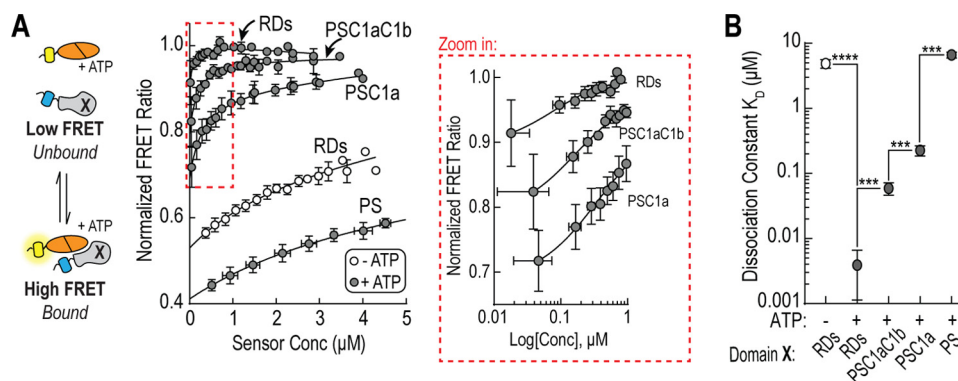 A
+ ATP
X
Low FRET
Unbound
+ ATP
X
High FRET
Bound
Normalized FRET Ratio
1.0
0.9
0.8
0.6
0.4
0
1
2
3
4
5
Sensor Conc (µM)
RDs
PSC1aC1b
PSC1a
RDs
PS
- ATP
+ ATP
Zoom in:
Normalized FRET Ratio
1.0
0.9
0.8
0.7
0.01
0.1
1
Log[Conc], µM
RDs
PSC1aC1b
PSC1a
B
Dissociation Constant KD (µM)
10
1
0.1
0.01
0.001
****
***
***
***
ATP: - + + + +
Domain X: RDs RDs PSC1aC1b PSC1a PS